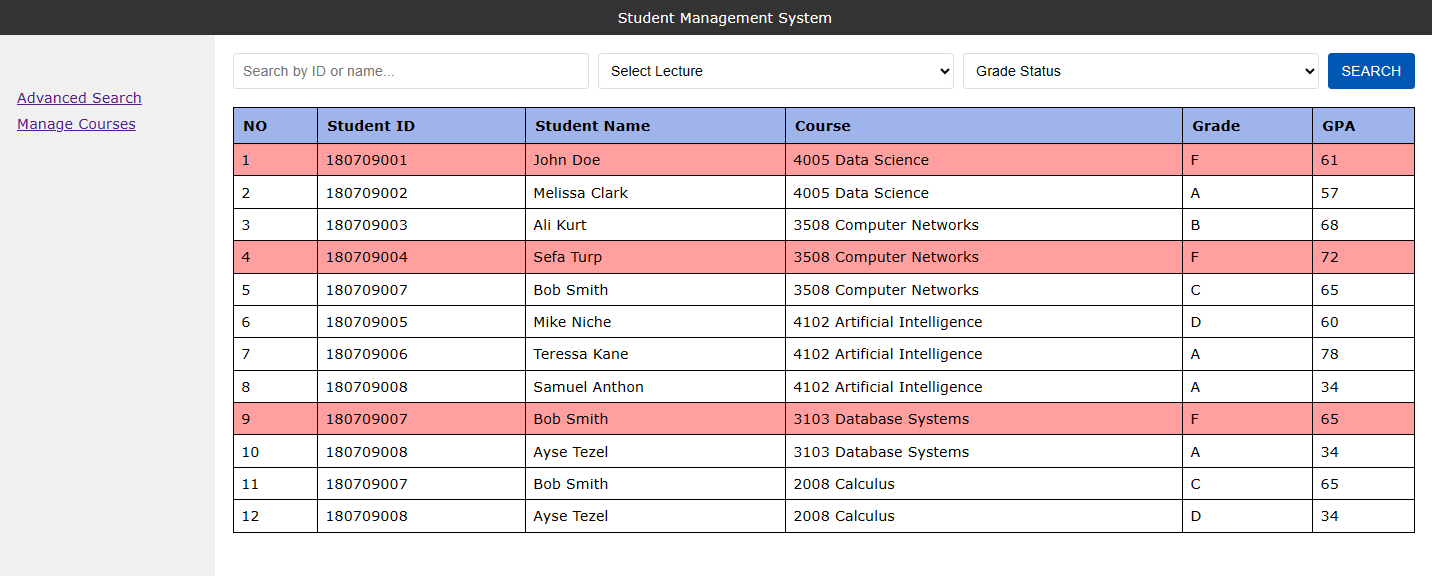 Student Management System
Search by ID or name... Select Lecture Grade Status SEARCH
Advanced Search
Manage Courses
NO Student ID Student Name Course Grade GPA
1 180709001 John Doe 4005 Data Science F 61
2 180709002 Melissa Clark 4005 Data Science A 57
3 180709003 Ali Kurt 3508 Computer Networks B 68
4 180709004 Sefa Turp 3508 Computer Networks F 72
5 180709007 Bob Smith 3508 Computer Networks C 65
6 180709005 Mike Niche 4102 Artificial Intelligence D 60
7 180709006 Teressa Kane 4102 Artificial Intelligence A 78
8 180709008 Samuel Anthon 4102 Artificial Intelligence A 34
9 180709007 Bob Smith 3103 Database Systems F 65
10 180709008 Ayse Tezel 3103 Database Systems A 34
11 180709007 Bob Smith 2008 Calculus C 65
12 180709008 Ayse Tezel 2008 Calculus D 34